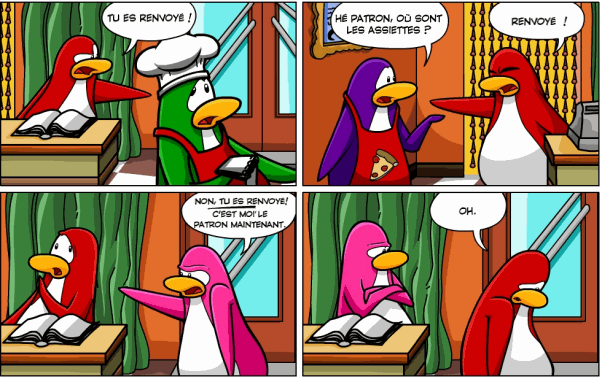 TU ES RENVOYÉ !
HÉ PATRON, OÙ SONT
LES ASSIETTES ?
RENVOYÉ !
NON, TU ES RENVOYÉ!
C'EST MOI LE
PATRON MAINTENANT.
OH.